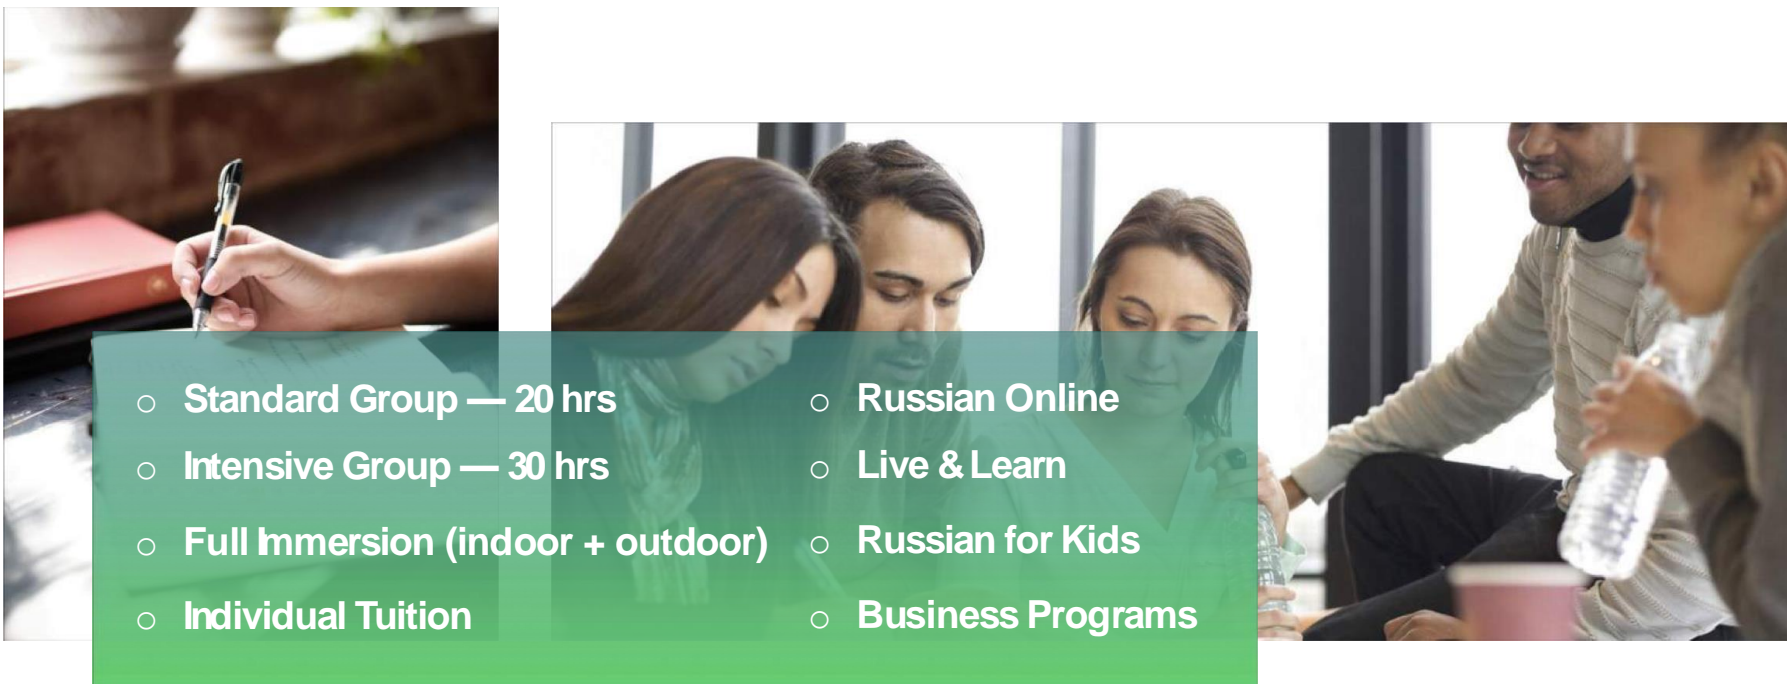 Standard Group — 20 hrs
Intensive Group — 30 hrs
Full Immersion (indoor + outdoor)
Individual Tuition
Russian Online
Live & Learn
Russian for Kids
Business Programs